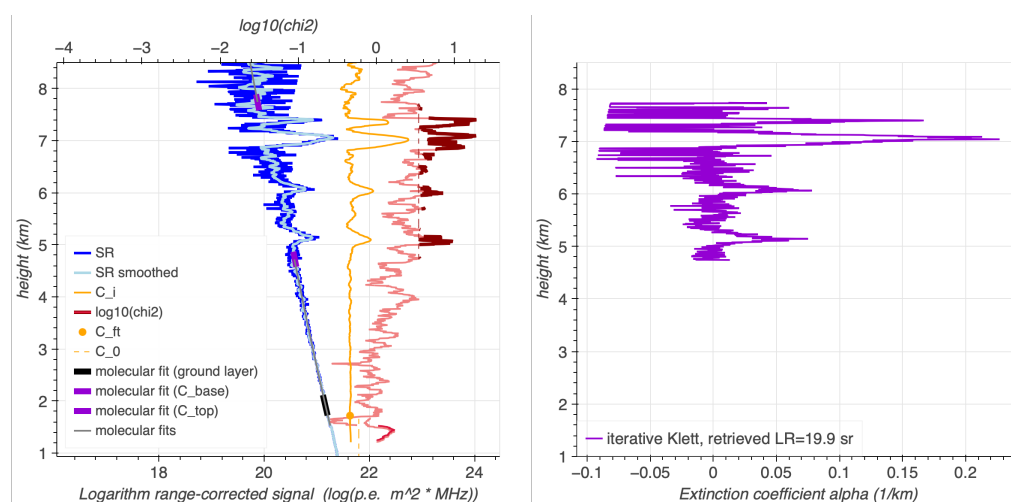 log10(chi2)
−4 −3 −2 −1 0 1
8
7
6
5
4
3
2
1
height (km)
SR
SR smoothed
C_i
log10(chi2)
C_ft
C_0
molecular fit (ground layer)
molecular fit (C_base)
molecular fit (C_top)
molecular fits
18 20 22 24
Logarithm range-corrected signal (log(p.e. m^2 * MHz))
8
7
6
5
4
3
2
1
height (km)
iterative Klett, retrieved LR=19.9 sr
−0.1 −0.05 0 0.05 0.1 0.15 0.2
Extinction coefficient alpha (1/km)